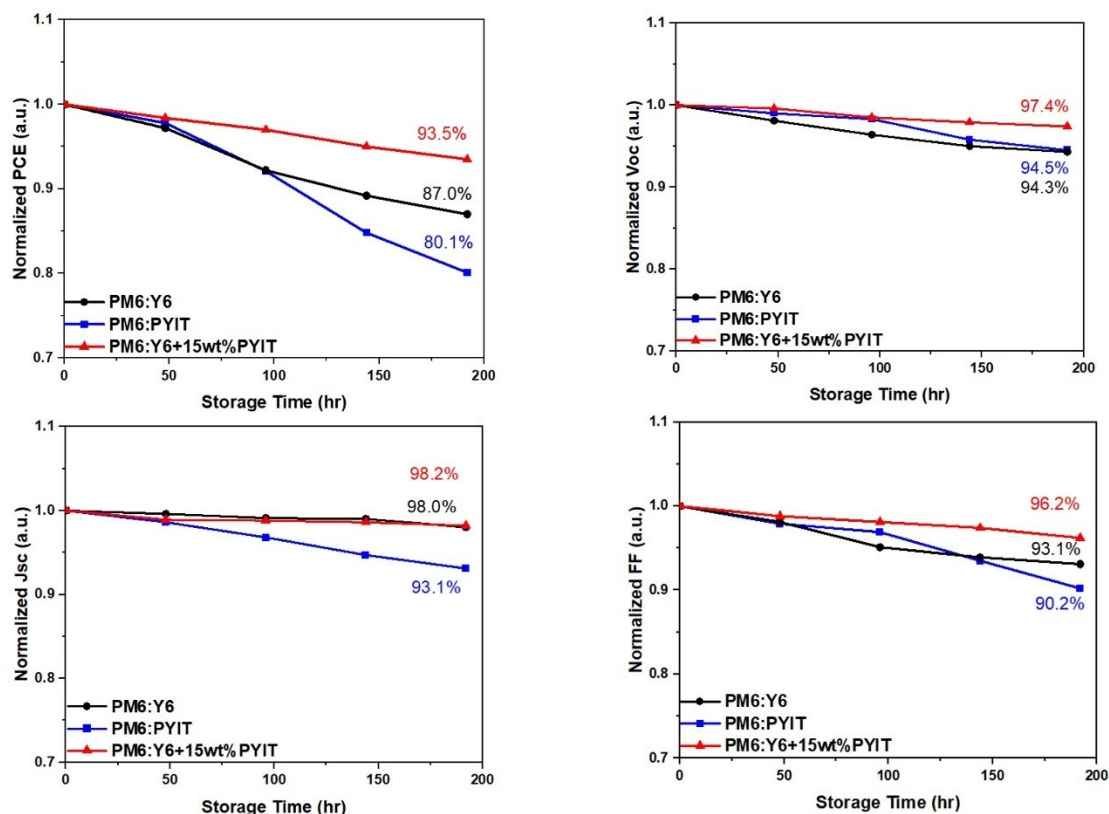 1.1
1.0
0.9
0.8
0.7
Normalized PCE (a.u.)
93.5%
87.0%
80.1%
PM6:Y6
PM6:PYIT
PM6:Y6+15wt%PYIT
0
50
100
150
200
Storage Time (hr)
1.1
1.0
0.9
0.8
0.7
Normalized Voc (a.u.)
97.4%
94.5%
94.3%
PM6:Y6
PM6:PYIT
PM6:Y6+15wt%PYIT
0
50
100
150
200
Storage Time (hr)
1.1
1.0
0.9
0.8
0.7
Normalized Jsc (a.u.)
98.2%
98.0%
93.1%
PM6:Y6
PM6:PYIT
PM6:Y6+15wt%PYIT
0
50
100
150
200
Storage Time (hr)
1.1
1.0
0.9
0.8
0.7
Normalized FF (a.u.)
96.2%
93.1%
90.2%
PM6:Y6
PM6:PYIT
PM6:Y6+15wt%PYIT
0
50
100
150
200
Storage Time (hr)